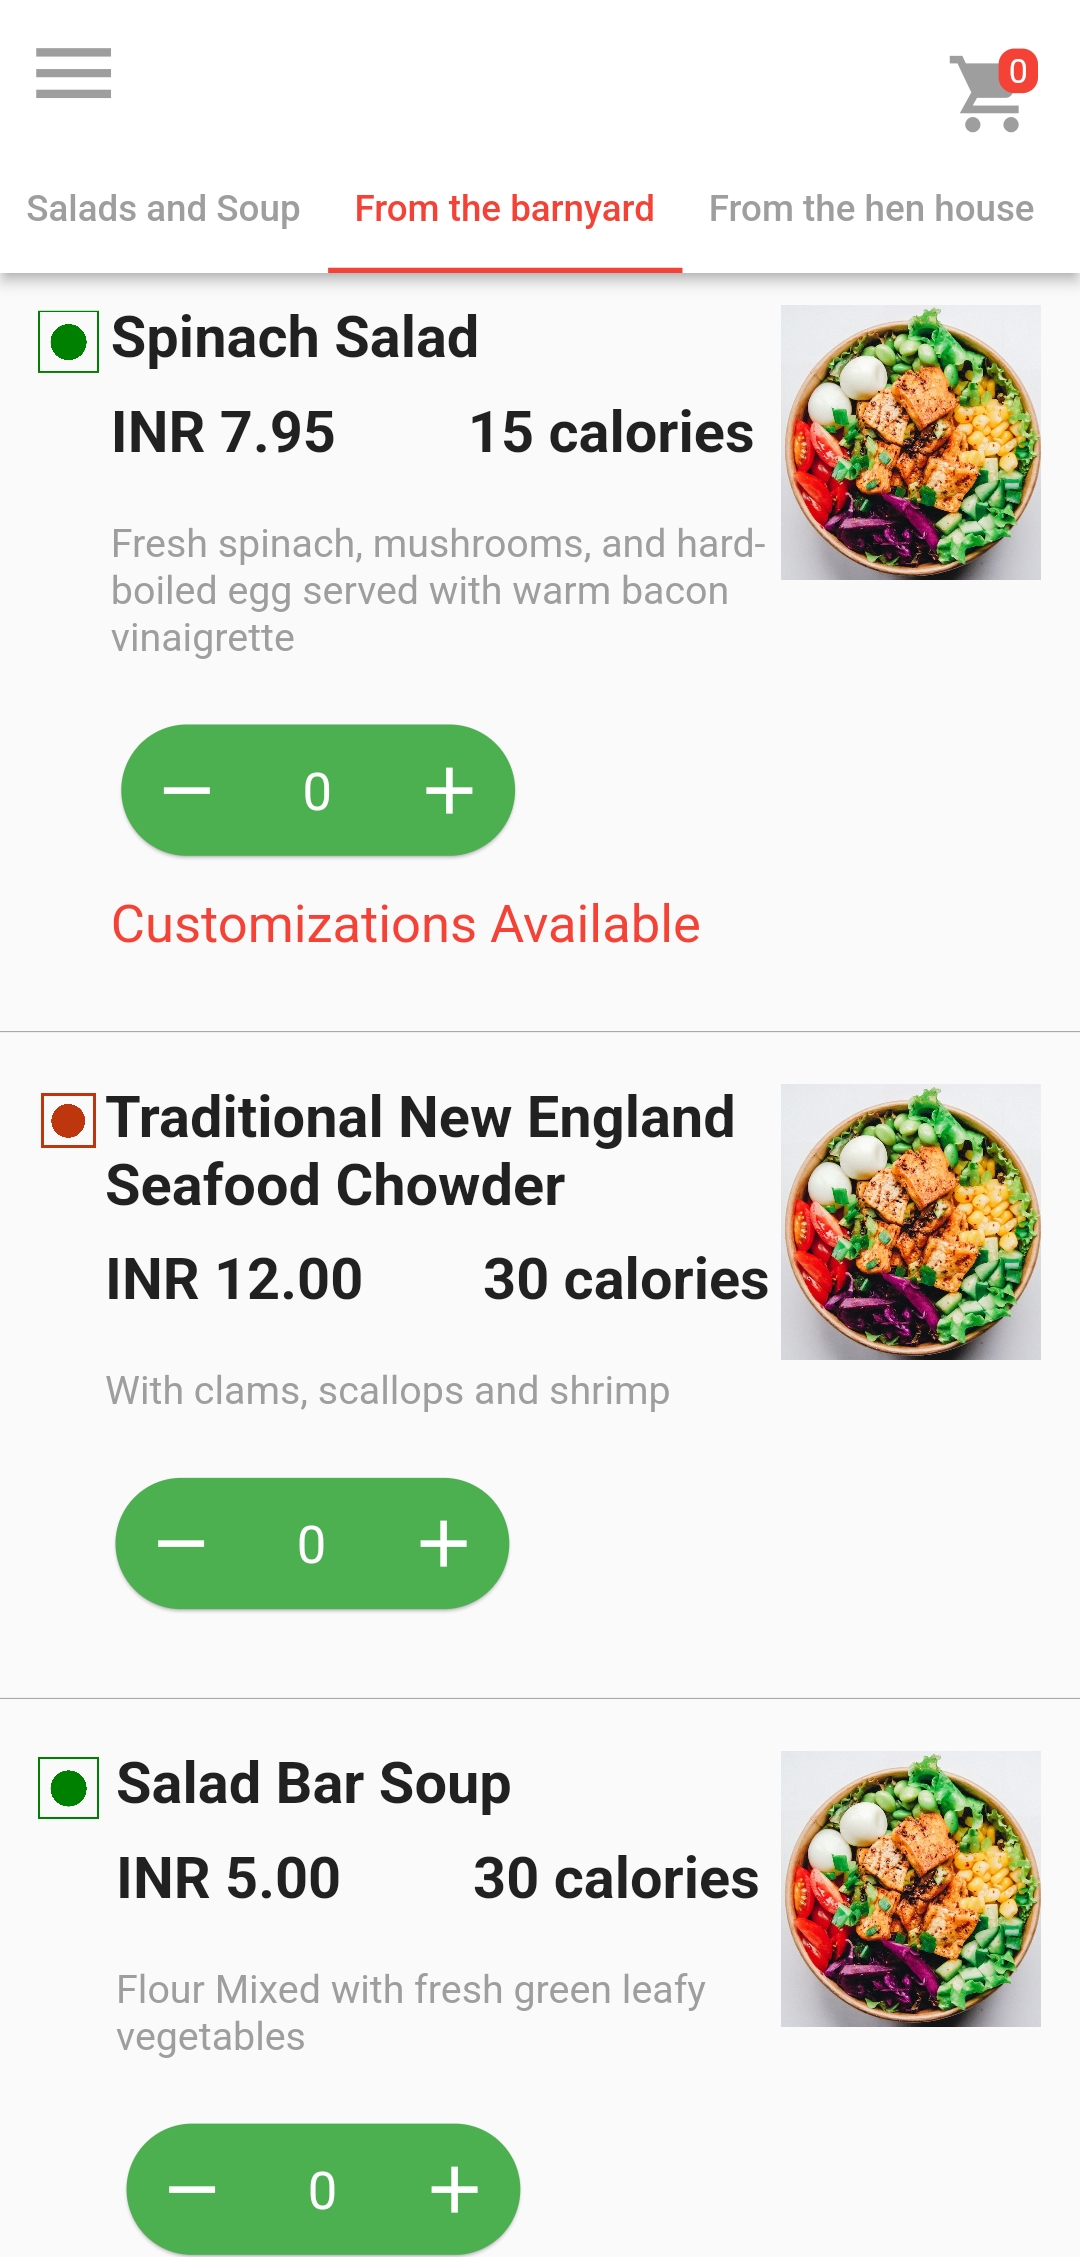 0
Salads and Soup From the barnyard From the hen house
Spinach Salad
INR 7.95 15 calories
Fresh spinach, mushrooms, and hard-
boiled egg served with warm bacon
vinaigrette
0
Customizations Available
Traditional New England
Seafood Chowder
INR 12.00 30 calories
With clams, scallops and shrimp
0
Salad Bar Soup
INR 5.00 30 calories
Flour Mixed with fresh green leafy
vegetables
0